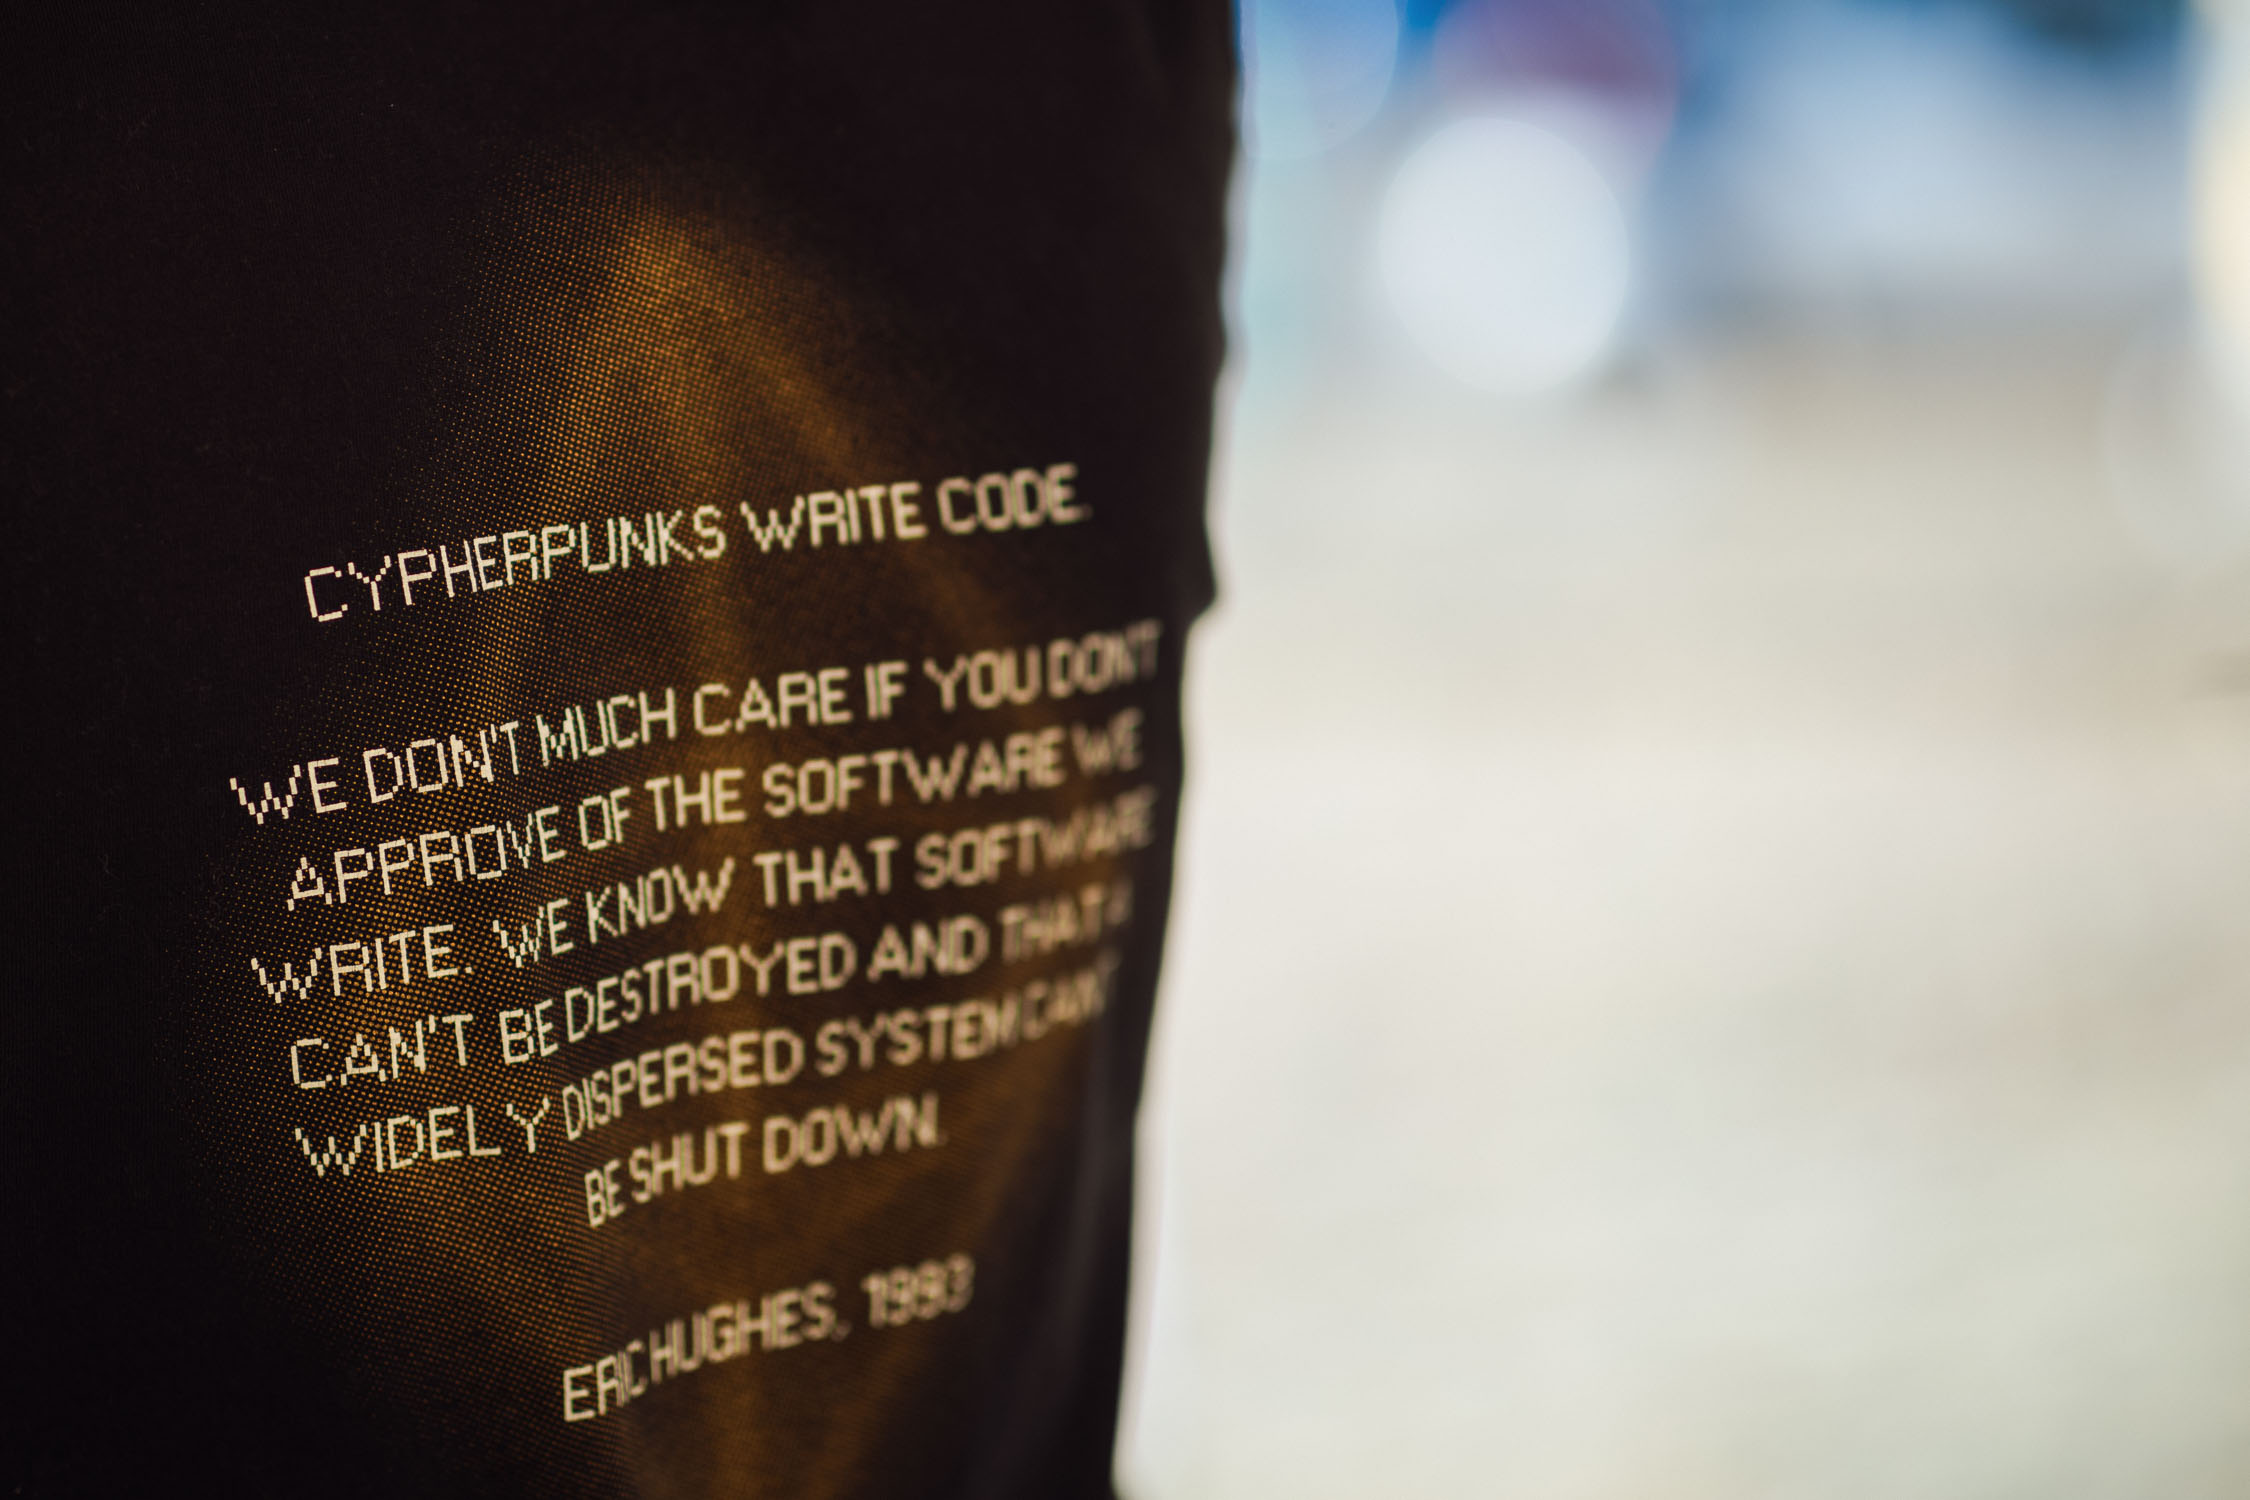 CYPHERPUNKS WRITE CODE.
WE DON'T MUCH CARE IF YOU DON'T
APPROVE OF THE SOFTWARE WE
WRITE. WE KNOW THAT SOFTWARE
CAN'T BE DESTROYED AND THAT A
WIDELY DISPERSED SYSTEM CAN'T
BE SHUT DOWN.
ERIC HUGHES, 1993